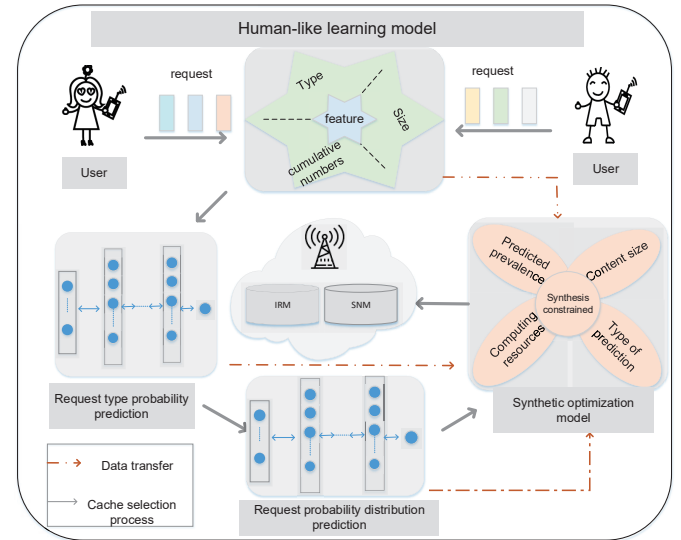 Human-like learning model
request
request
Type
Size
feature
cumulative
numbers
User
User
Predicted
prevalence
Content size
Synthesis
constrained
Computing
resources
Type of
prediction
IRM
SNM
Request type probability
prediction
Synthetic optimization
model
Data transfer
Cache selection
process
Request probability distribution
prediction